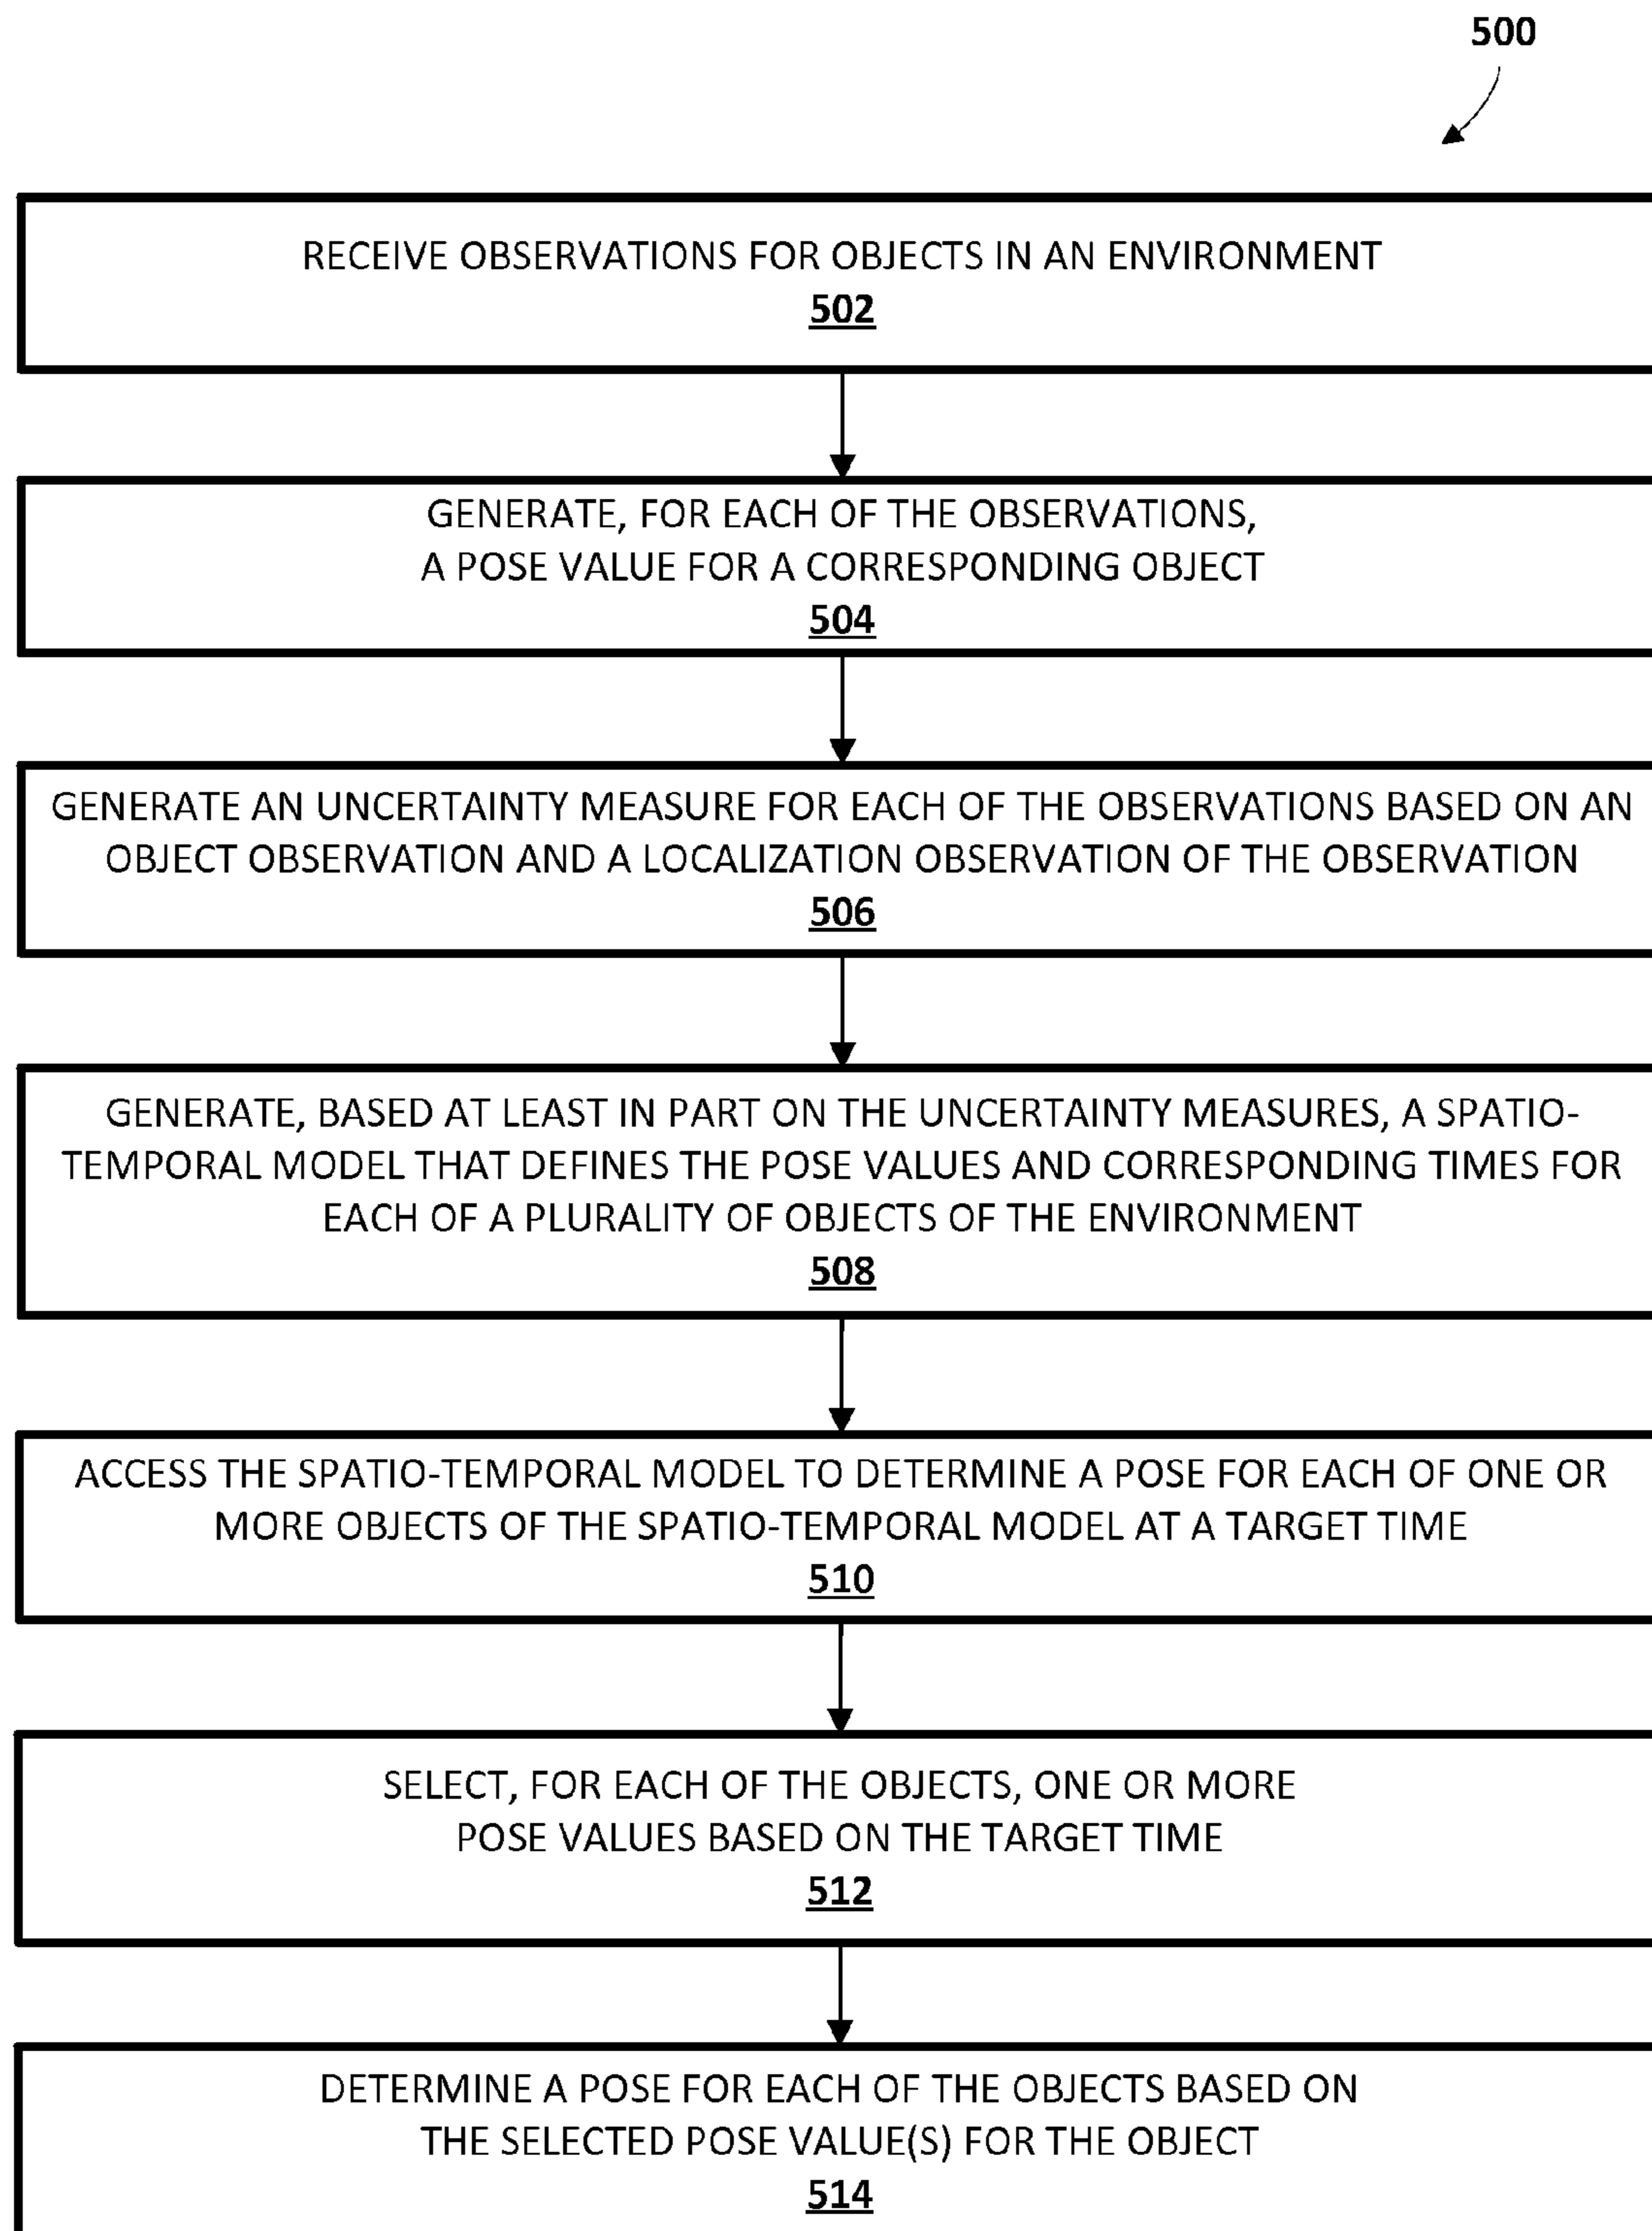 500
RECEIVE OBSERVATIONS FOR OBJECTS IN AN ENVIRONMENT
502
GENERATE, FOR EACH OF THE OBSERVATIONS,
A POSE VALUE FOR A CORRESPONDING OBJECT
504
GENERATE AN UNCERTAINTY MEASURE FOR EACH OF THE OBSERVATIONS BASED ON AN
OBJECT OBSERVATION AND A LOCALIZATION OBSERVATION OF THE OBSERVATION
506
GENERATE, BASED AT LEAST IN PART ON THE UNCERTAINTY MEASURES, A SPATIO-
TEMPORAL MODEL THAT DEFINES THE POSE VALUES AND CORRESPONDING TIMES FOR
EACH OF A PLURALITY OF OBJECTS OF THE ENVIRONMENT
508
ACCESS THE SPATIO-TEMPORAL MODEL TO DETERMINE A POSE FOR EACH OF ONE OR
MORE OBJECTS OF THE SPATIO-TEMPORAL MODEL AT A TARGET TIME
510
SELECT, FOR EACH OF THE OBJECTS, ONE OR MORE
POSE VALUES BASED ON THE TARGET TIME
512
DETERMINE A POSE FOR EACH OF THE OBJECTS BASED ON
THE SELECTED POSE VALUE(S) FOR THE OBJECT
514